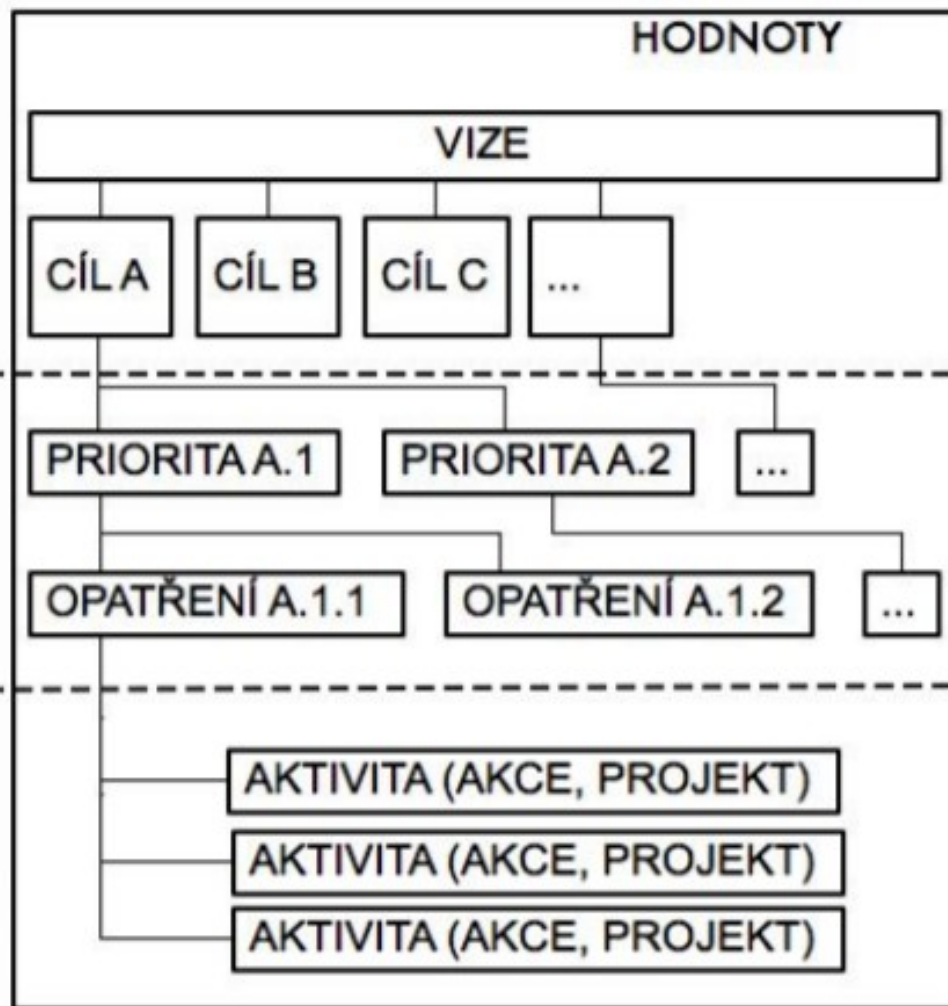 HODNOTY
VIZE
CÍL A
CÍL B
CÍL C
...
PRIORITA A.1
PRIORITA A.2
...
OPATŘENÍ A.1.1
OPATŘENÍ A.1.2
...
AKTIVITA (AKCE, PROJEKT)
AKTIVITA (AKCE, PROJEKT)
AKTIVITA (AKCE, PROJEKT)